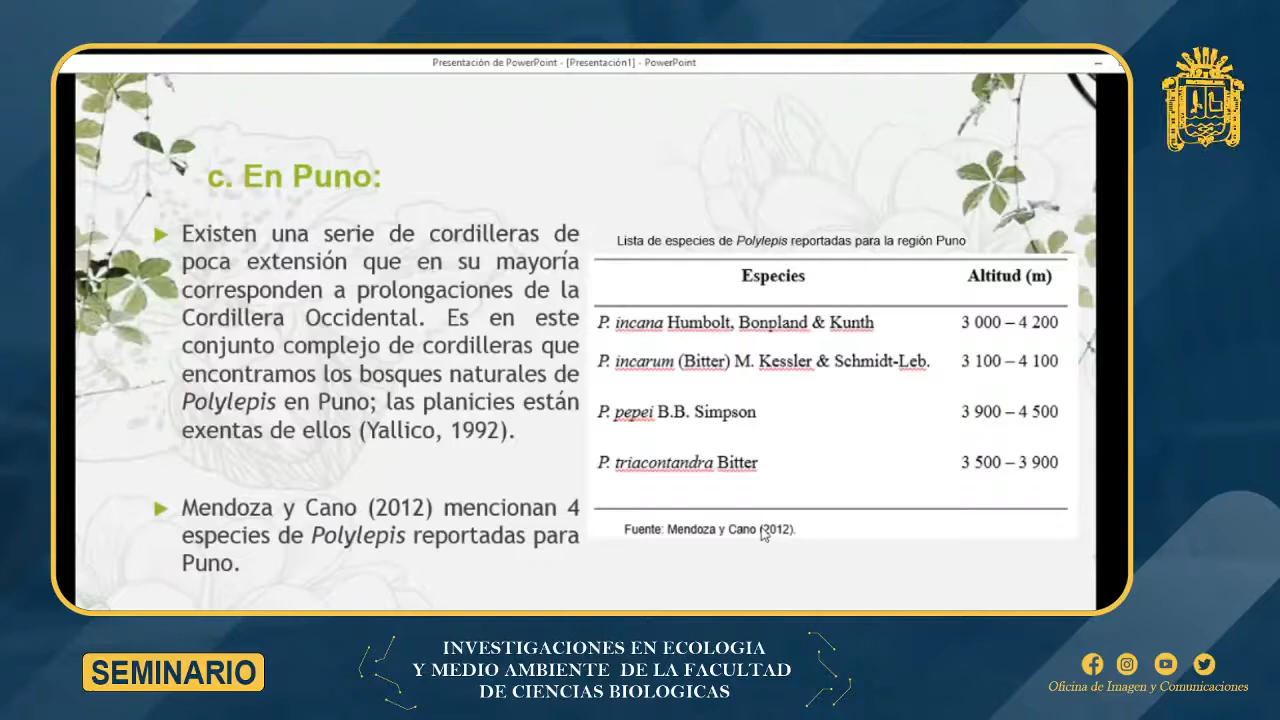 Presentación de PowerPoint - [Presentación1] - PowerPoint
c. En Puno:
Existen una serie de cordilleras de
poca extensión que en su mayoría
corresponden a prolongaciones de la
Cordillera Occidental. Es en este
conjunto complejo de cordilleras que
encontramos los bosques naturales de
Polylepis en Puno; las planicies están
exentas de ellos (Yallico, 1992).
Mendoza y Cano (2012) mencionan 4
especies de Polylepis reportadas para
Puno.
Lista de especies de Polylepis reportadas para la región Puno
Especies Altitud (m)
P. incana Humbolt, Bonpland & Kunth 3 000 – 4 200
P. incarum (Bitter) M. Kessler & Schmidt-Leb. 3 100 – 4 100
P. pepei B.B. Simpson 3 900 – 4 500
P. triacontandra Bitter 3 500 – 3 900
Fuente: Mendoza y Cano (2012).
SEMINARIO
INVESTIGACIONES EN ECOLOGIA
Y MEDIO AMBIENTE DE LA FACULTAD
DE CIENCIAS BIOLOGICAS
Oficina de Imagen y Comunicaciones